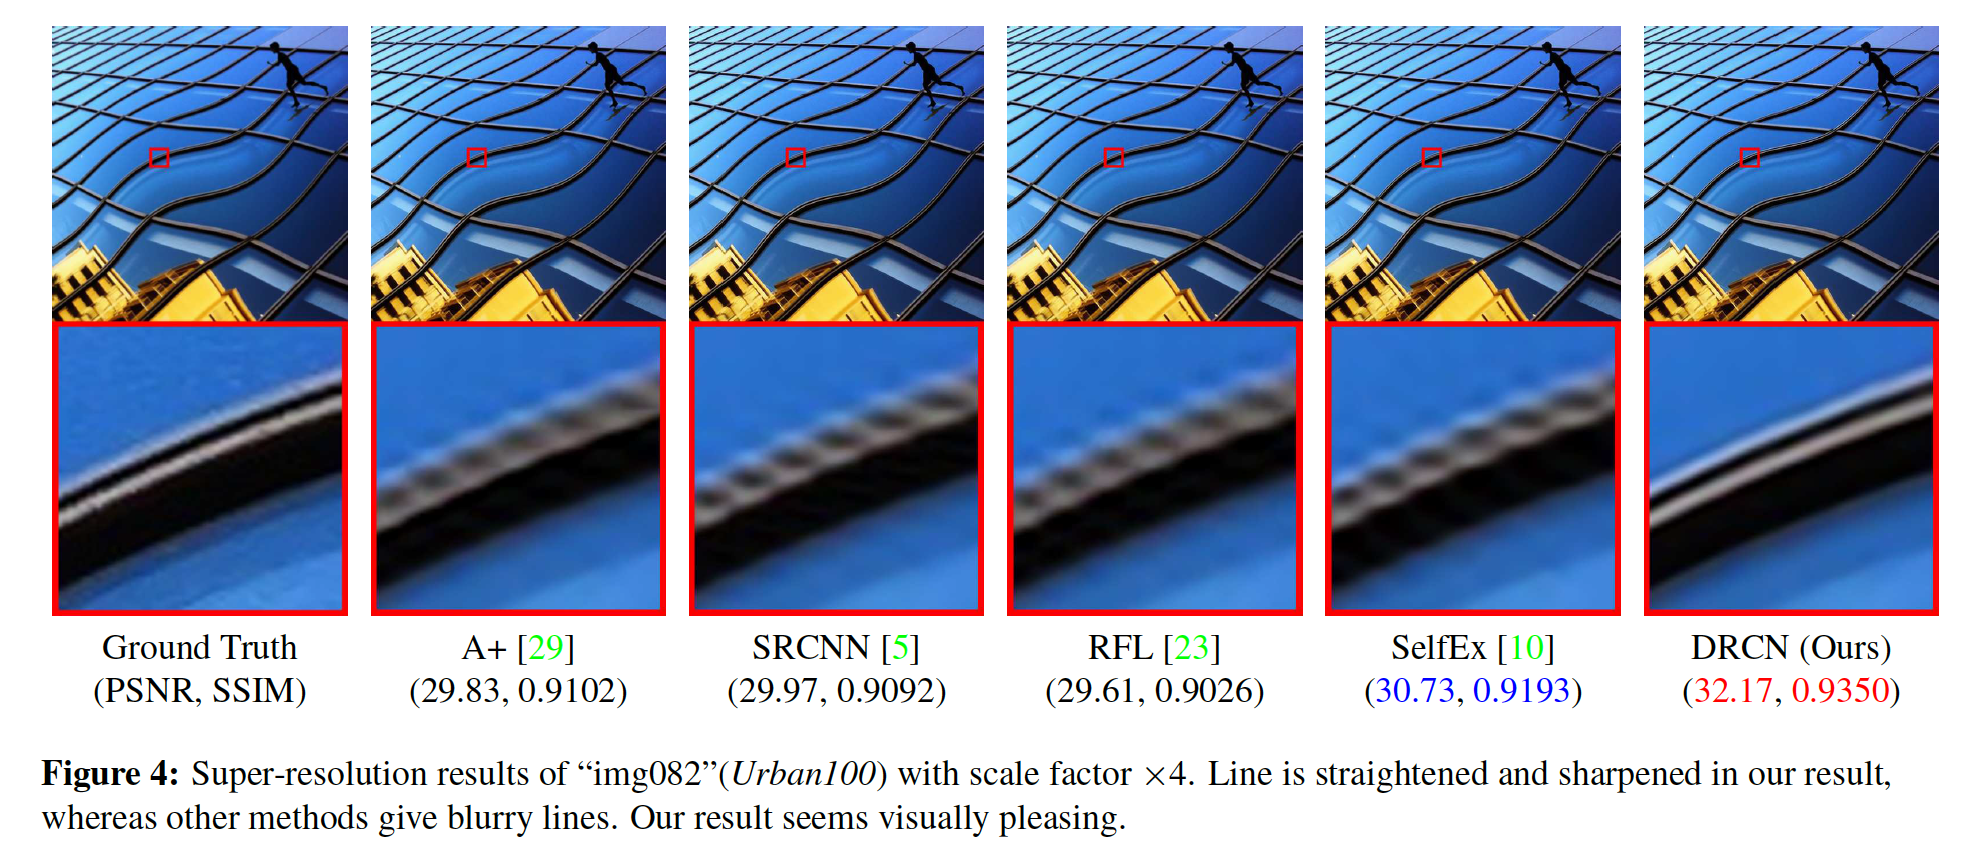 Ground Truth
(PSNR, SSIM)
A+ [29]
(29.83, 0.9102)
SRCNN [5]
(29.97, 0.9092)
RFL [23]
(29.61, 0.9026)
SelfEx [10]
(30.73, 0.9193)
DRCN (Ours)
(32.17, 0.9350)
Figure 4: Super-resolution results of “img082”(Urban100) with scale factor ×4. Line is straightened and sharpened in our result,
whereas other methods give blurry lines. Our result seems visually pleasing.